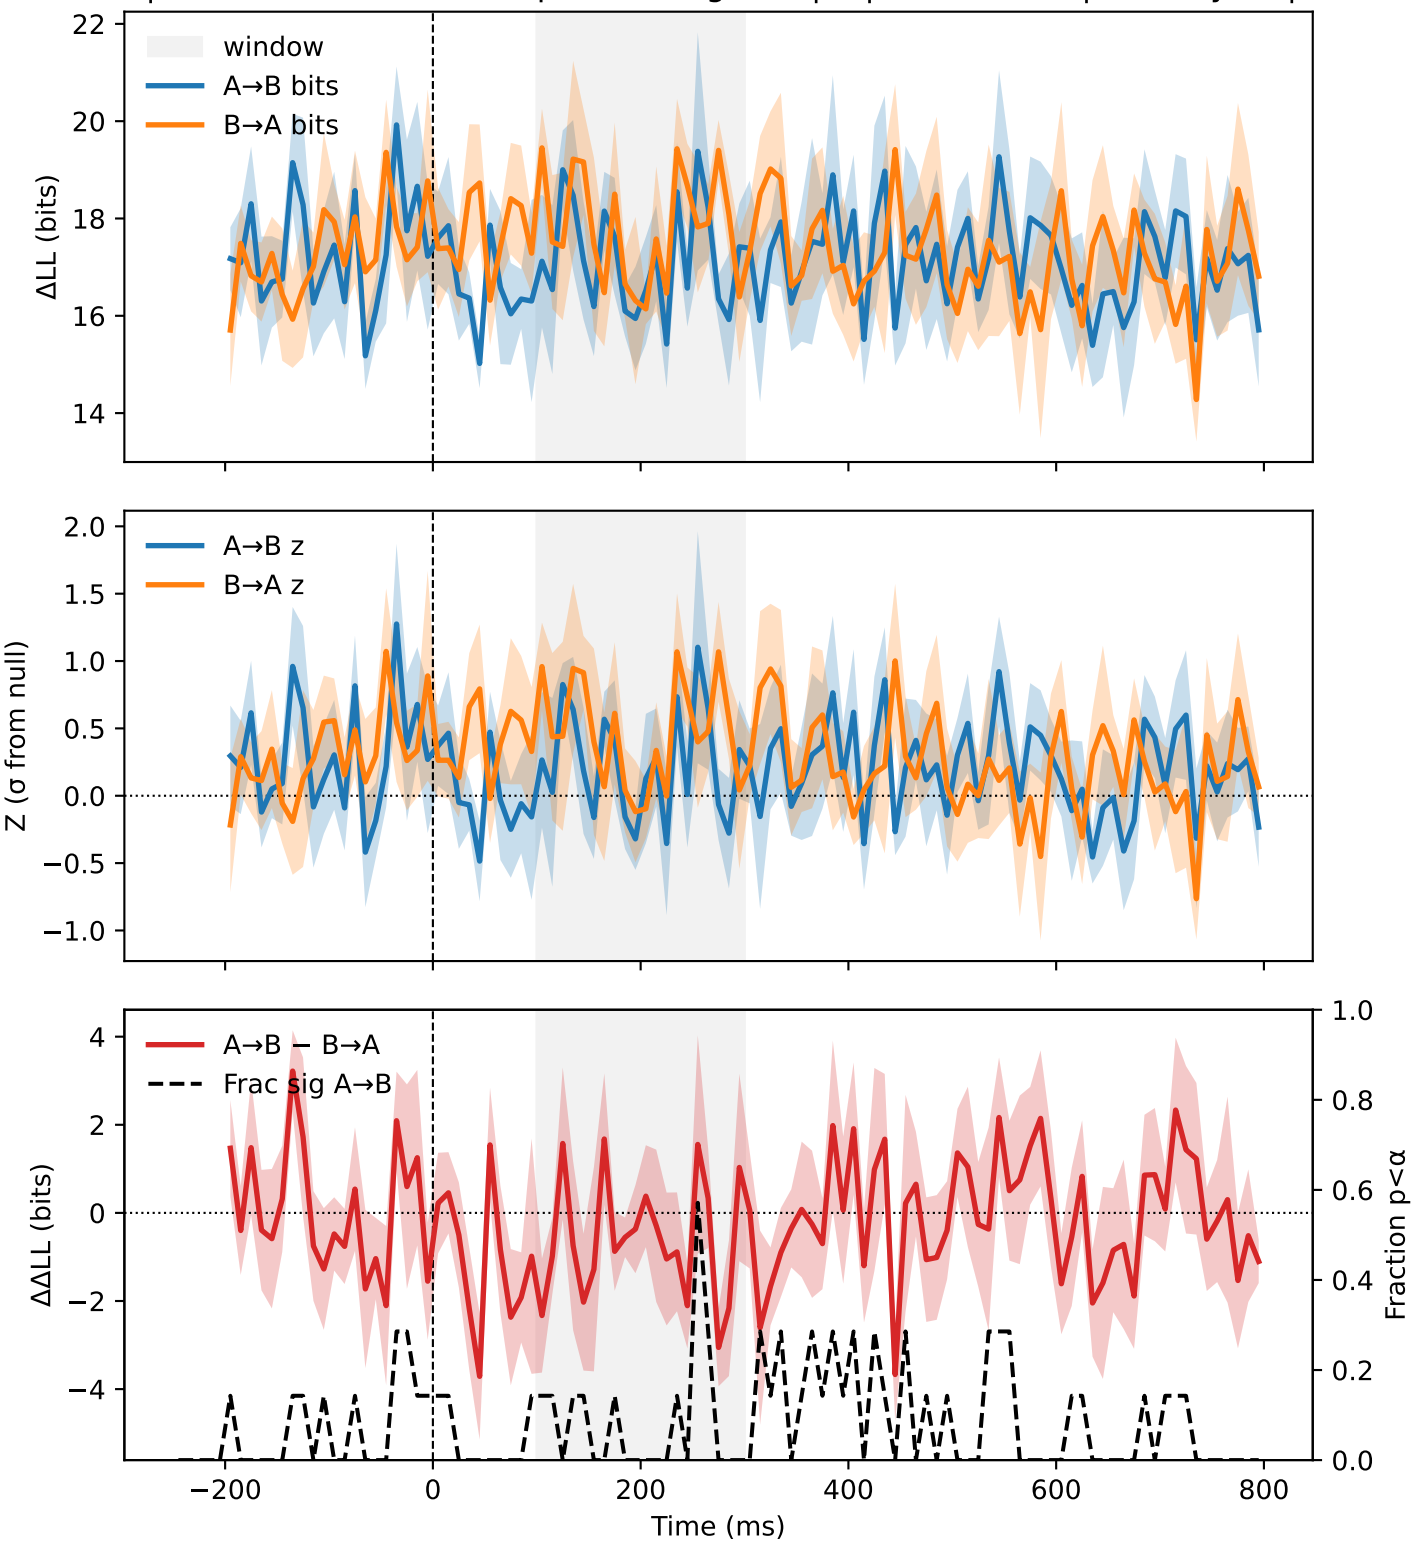 22
20
18
16
14
ΔLL (bits)
window
A→B bits
B→A bits
2.0
1.5
1.0
0.5
0.0
−0.5
−1.0
Z (σ from null)
A→B z
B→A z
4
2
0
−2
−4
ΔΔLL (bits)
A→B − B→A
Frac sig A→B
1.0
0.8
0.6
0.4
0.2
0.0
Fraction p<α
−200 0 200 400 600 800
Time (ms)